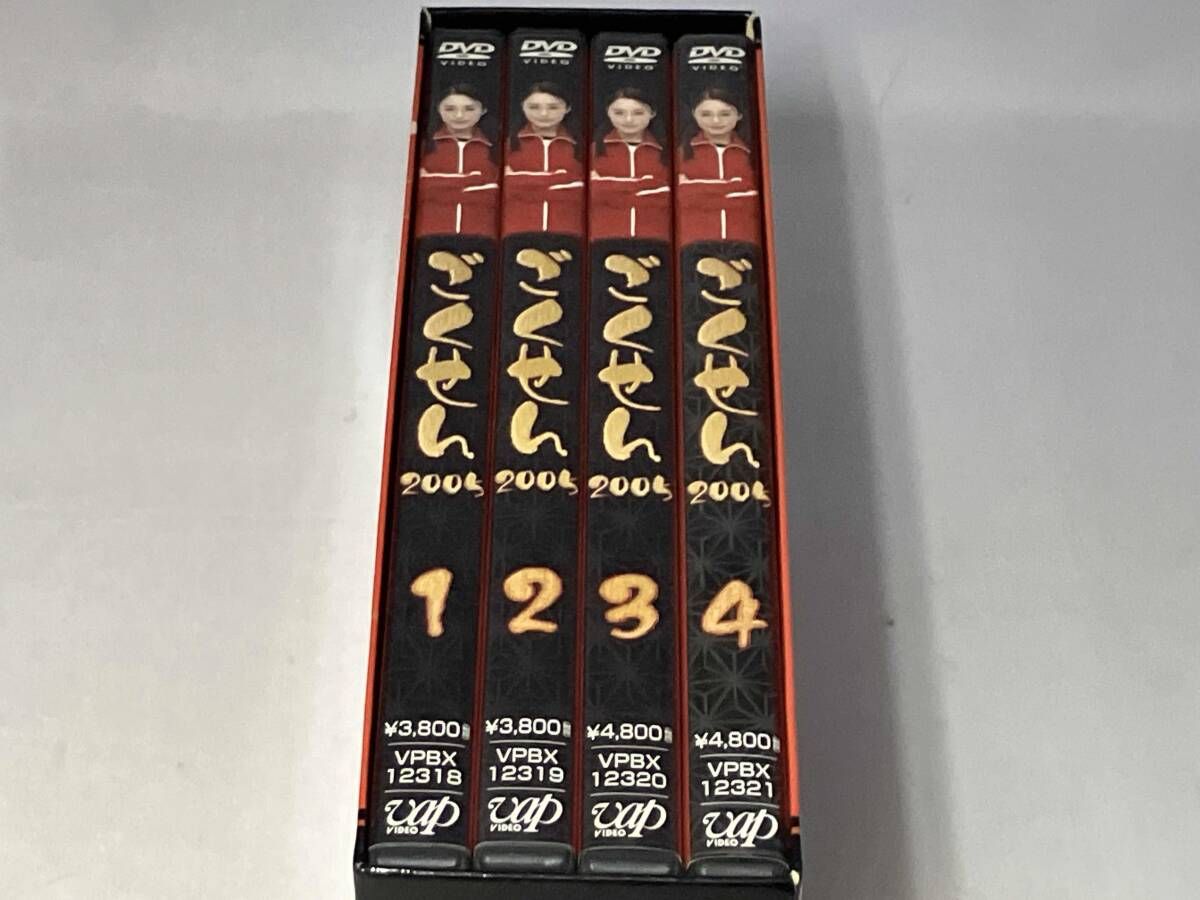 DVD
VIDEO
ごくせん
2005
1
¥3,800
VPBX
12318
vap
VIDEO
DVD
VIDEO
ごくせん
2005
2
¥3,800
VPBX
12319
vap
VIDEO
DVD
VIDEO
ごくせん
2005
3
¥4,800
VPBX
12320
vap
VIDEO
DVD
VIDEO
ごくせん
2005
4
¥4,800
VPBX
12321
vap
VIDEO